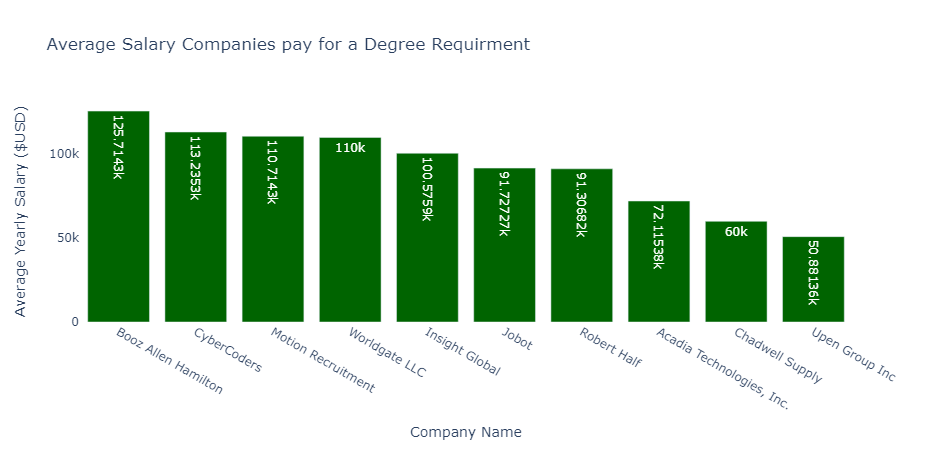 Average Salary Companies pay for a Degree Requirment
Average Yearly Salary ($USD)
100k
50k
0
125.7143k
113.2353k
110.7143k
110k
100.5759k
91.72727k
91.30682k
72.11538k
60k
50.88136k
Booz Allen Hamilton
CyberCoders
Motion Recruitment
Worldgate LLC
Insight Global
Jobot
Robert Half
Acadia Technologies, Inc.
Chadwell Supply
Upen Group Inc
Company Name